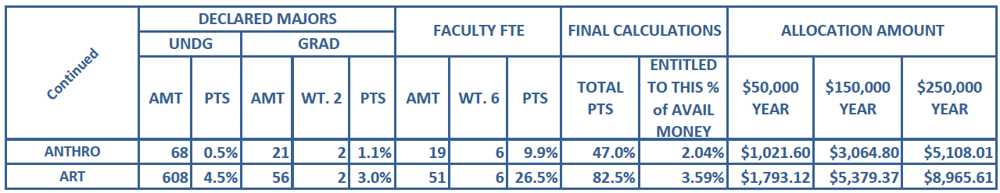 Continued
DECLARED MAJORS
FACULTY FTE
FINAL CALCULATIONS
ALLOCATION AMOUNT
UNDG
GRAD
AMT
PTS
AMT
WT. 2
PTS
AMT
WT. 6
PTS
TOTAL
PTS
ENTITLED
TO THIS %
of AVAIL
MONEY
$50,000
YEAR
$150,000
YEAR
$250,000
YEAR
ANTHRO 68 0.5% 21 2 1.1% 19 6 9.9% 47.0% 2.04% $1,021.60 $3,064.80 $5,108.01
ART 608 4.5% 56 2 3.0% 51 6 26.5% 82.5% 3.59% $1,793.12 $5,379.37 $8,965.61